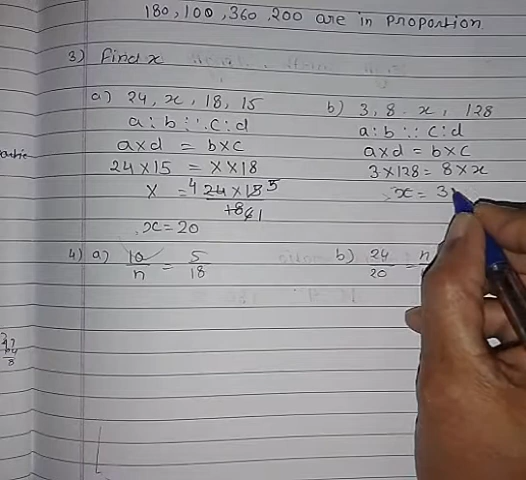 180, 100, 360, 200 are in proportion.
3) Find x
a) 24, x, 18, 15
a : b :: c : d
a x d = b x c
24 x 15 = x x 18
x = 24 x 15
x = 20
b) 3, 8. x, 128
a : b :: c : d
a x d = b x c
3 x 128 = 8 x x
x = 3
4) a) 10/n = 5/18
b) 24/20 = n